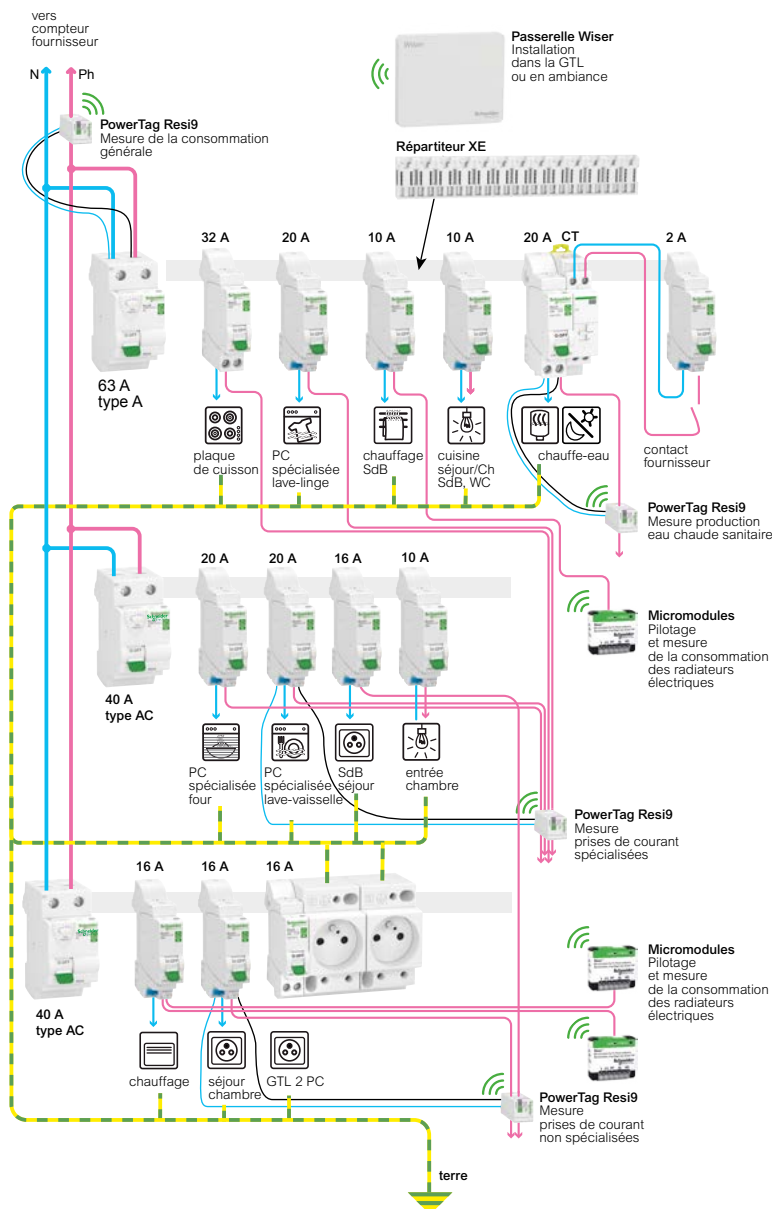 vers
compteur
fournisseur
N
Ph
PowerTag Resi9
Mesure de la consommation
générale
Wiser
Schneider
Passerelle Wiser
Installation
dans la GTL
ou en ambiance
Répartiteur XE
32 A
20 A
10 A
10 A
20 A
CT
2 A
63 A
type A
plaque
de cuisson
PC
spécialisée
lave-linge
chauffage
SdB
cuisine
séjour/Ch
SdB, WC
chauffe-eau
contact
fournisseur
PowerTag Resi9
Mesure production
eau chaude sanitaire
20 A
20 A
16 A
10 A
Micromodules
Pilotage
et mesure
de la consommation
des radiateurs
électriques
40 A
type AC
PC
spécialisée
four
PC
spécialisée
lave-vaisselle
SdB
séjour
entrée
chambre
PowerTag Resi9
Mesure
prises de courant
spécialisées
16 A
16 A
16 A
Micromodules
Pilotage
et mesure
de la consommation
des radiateurs
électriques
40 A
type AC
chauffage
séjour
chambre
GTL 2 PC
PowerTag Resi9
Mesure
prises de courant
non spécialisées
terre